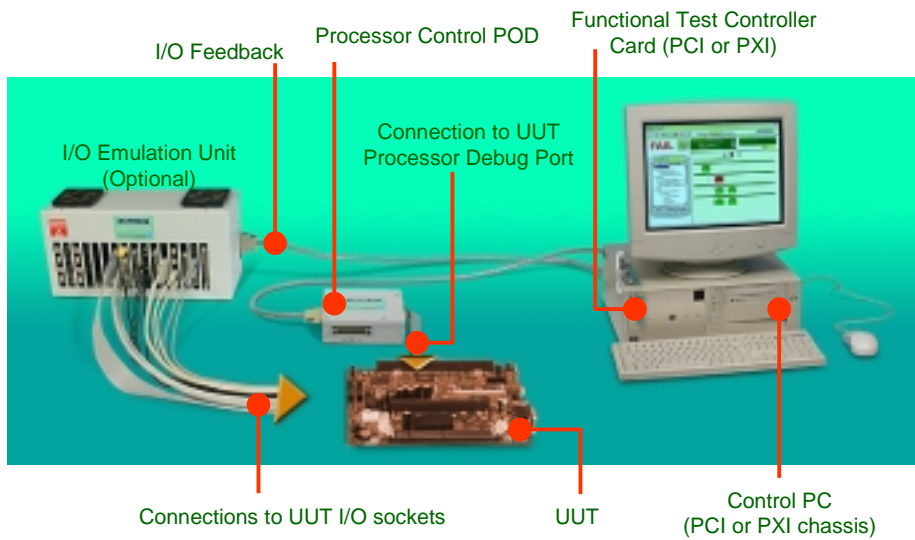 Functional Test Controller
Card (PCI or PXI)
Processor Control POD
I/O Feedback
Connection to UUT
Processor Debug Port
I/O Emulation Unit
(Optional)
FAIL
Connections to UUT I/O sockets
UUT
Control PC
(PCI or PXI chassis)